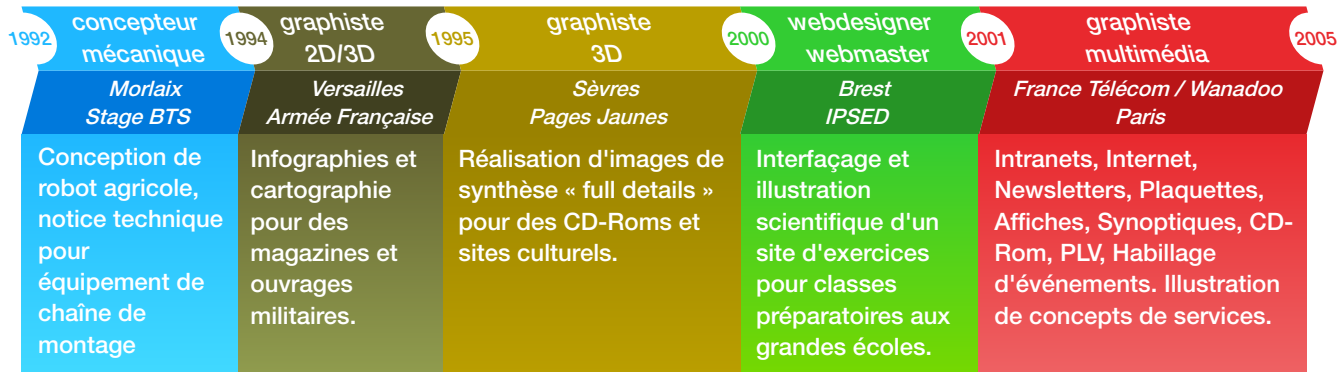 1992
concepteur
mécanique
1994
graphiste
2D/3D
1995
graphiste
3D
2000
webdesigner
webmaster
2001
graphiste
multimédia
2005
Morlaix
Stage BTS
Versailles
Armée Française
Sèvres
Pages Jaunes
Brest
IPSED
France Télécom / Wanadoo
Paris
Conception de
robot agricole,
notice technique
pour
équipement de
chaîne de
montage
Infographies et
cartographie
pour des
magazines et
ouvrages
militaires.
Réalisation d'images de
synthèse « full details »
pour des CD-Roms et
sites culturels.
Interfaçage et
illustration
scientifique d'un
site d'exercices
pour classes
préparatoires aux
grandes écoles.
Intranets, Internet,
Newsletters, Plaquettes,
Affiches, Synoptiques, CD-
Rom, PLV, Habillage
d'événements. Illustration
de concepts de services.